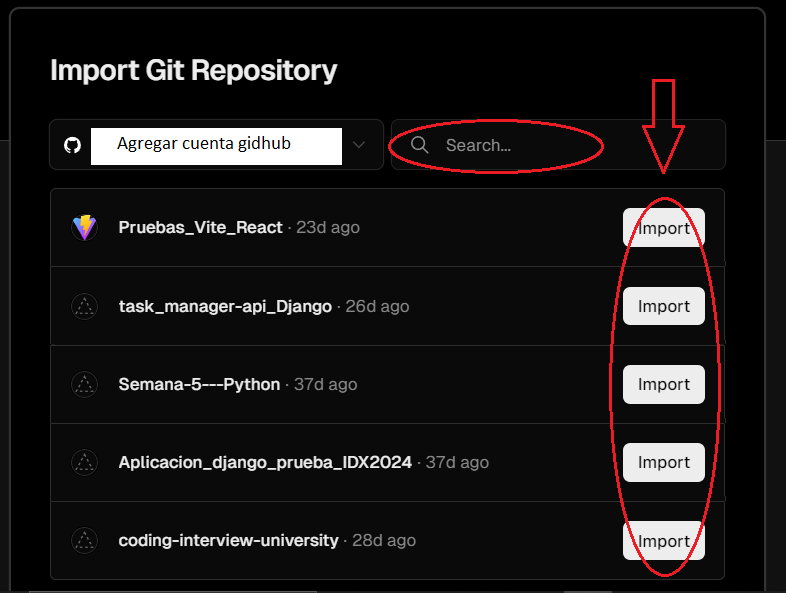 Import Git Repository
Agregar cuenta gidhub
Search...
Pruebas_Vite_React · 23d ago
Import
task_manager-api_Django · 26d ago
Import
Semana-5---Python · 37d ago
Import
Aplicacion_django_prueba_IDX2024 · 37d ago
Import
coding-interview-university · 28d ago
Import